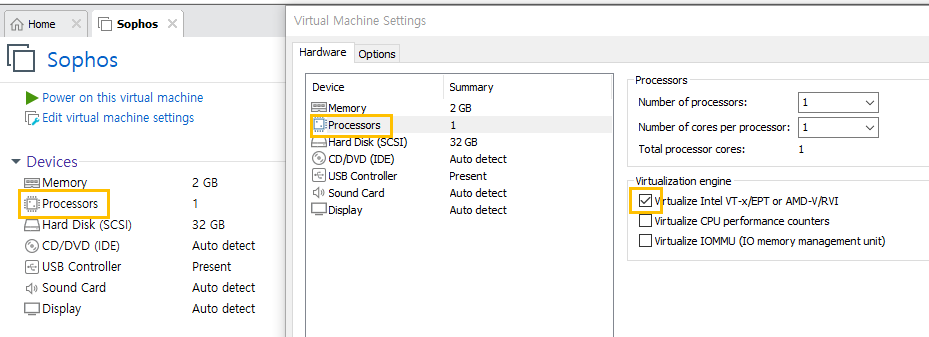 Home
Sophos
Sophos
Power on this virtual machine
Edit virtual machine settings
Devices
Memory 2 GB
Processors 1
Hard Disk (SCSI) 32 GB
CD/DVD (IDE) Auto detect
USB Controller Present
Sound Card Auto detect
Display Auto detect
Virtual Machine Settings
Hardware Options
Device Summary
Memory 2 GB
Processors 1
Hard Disk (SCSI) 32 GB
CD/DVD (IDE) Auto detect
USB Controller Present
Sound Card Auto detect
Display Auto detect
Processors
Number of processors: 1
Number of cores per processor: 1
Total processor cores: 1
Virtualization engine
Virtualize Intel VT-x/EPT or AMD-V/RVI
Virtualize CPU performance counters
Virtualize IOMMU (IO memory management unit)